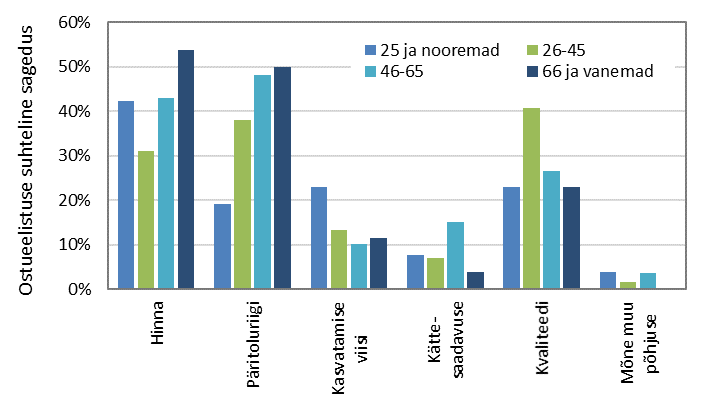 Ostueelistuse suhteline sagedus
60%
50%
40%
30%
20%
10%
0%
25 ja nooremad
26-45
46-65
66 ja vanemad
Hinna
Päritoluriigi
Kasvatamise
viisi
Kätte-
saadavuse
Kvaliteedi
Mõne muu
põhjuse